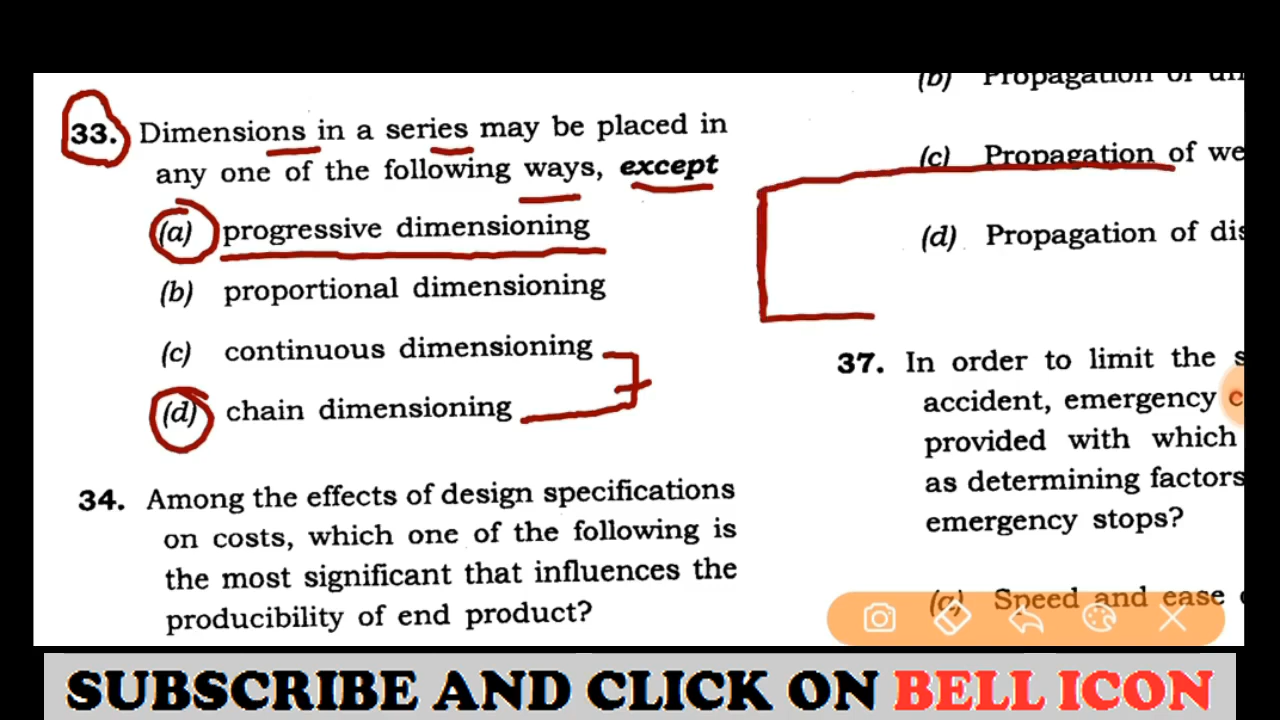 33. Dimensions in a series may be placed in
any one of the following ways, except
(a) progressive dimensioning
(b) proportional dimensioning
(c) continuous dimensioning
(d) chain dimensioning
34. Among the effects of design specifications
on costs, which one of the following is
the most significant that influences the
producibility of end product?
(b) Propagation of
(c) Propagation of
(d) Propagation of
37. In order to limit the
accident, emergency
provided with which
as determining factors
emergency stops?
Speed and ease
SUBSCRIBE AND CLICK ON BELL ICON